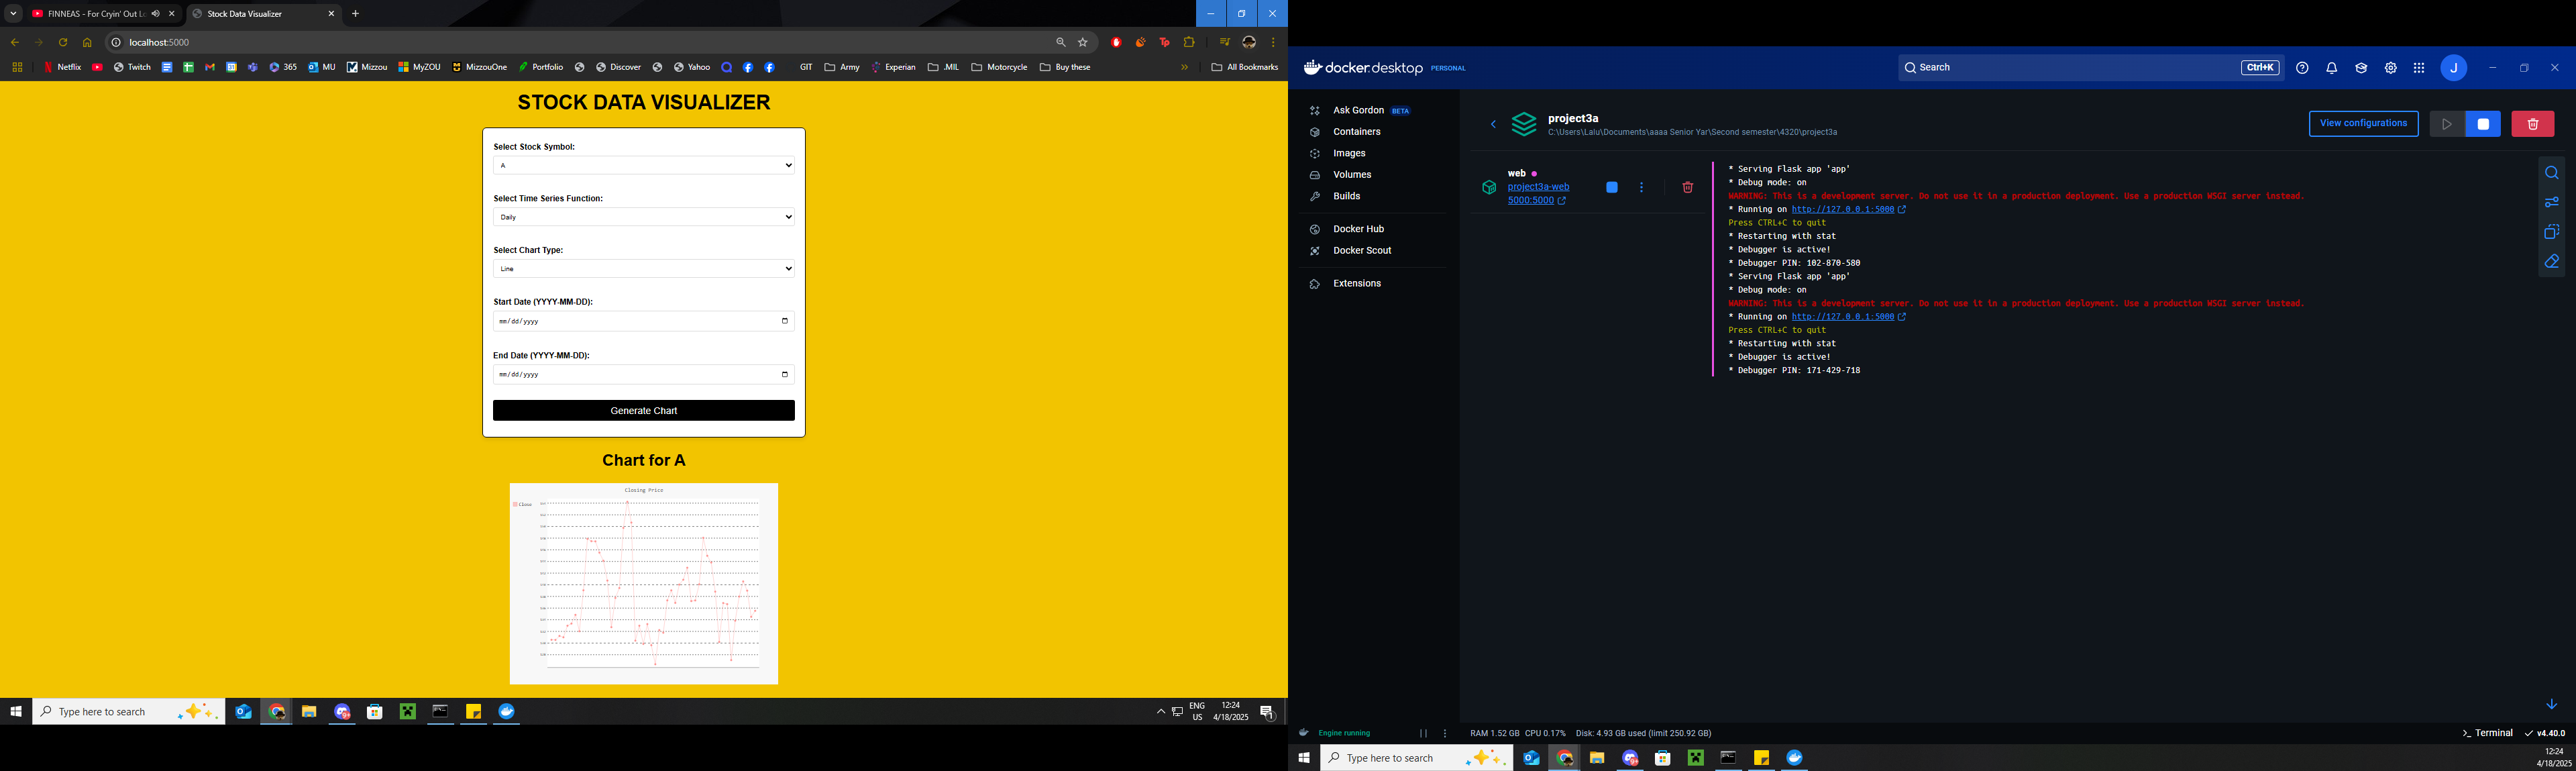 FINNEAS - For Cryin' Out Lo
Stock Data Visualizer
localhost:5000
Netflix
Twitch
365
MU
Mizzou
MyZOU
MizzouOne
Portfolio
Discover
Yahoo
GIT
Army
Experian
.MIL
Motorcycle
Buy these
All Bookmarks
STOCK DATA VISUALIZER
Select Stock Symbol:
A
Select Time Series Function:
Daily
Select Chart Type:
Line
Start Date (YYYY-MM-DD):
mm/dd/yyyy
End Date (YYYY-MM-DD):
mm/dd/yyyy
Generate Chart
Chart for A
Closing Price
Close
Type here to search
ENG
US
12:24
4/18/2025
docker.desktop PERSONAL
Search
Ctrl+K
J
Ask Gordon BETA
Containers
Images
Volumes
Builds
Docker Hub
Docker Scout
Extensions
project3a
C:\Users\Lalu\Documents\aaaa Senior Yar\Second semester\4320\project3a
View configurations
web
project3a-web
5000:5000
* Serving Flask app 'app'
* Debug mode: on
WARNING: This is a development server. Do not use it in a production deployment. Use a production WSGI server instead.
* Running on http://127.0.0.1:5000
Press CTRL+C to quit
* Restarting with stat
* Debugger is active!
* Debugger PIN: 102-870-580
* Serving Flask app 'app'
* Debug mode: on
WARNING: This is a development server. Do not use it in a production deployment. Use a production WSGI server instead.
* Running on http://127.0.0.1:5000
Press CTRL+C to quit
* Restarting with stat
* Debugger is active!
* Debugger PIN: 171-429-718
Engine running
RAM 1.52 GB CPU 0.17% Disk: 4.93 GB used (limit 250.92 GB)
Terminal
v4.40.0
Type here to search
12:24
4/18/2025